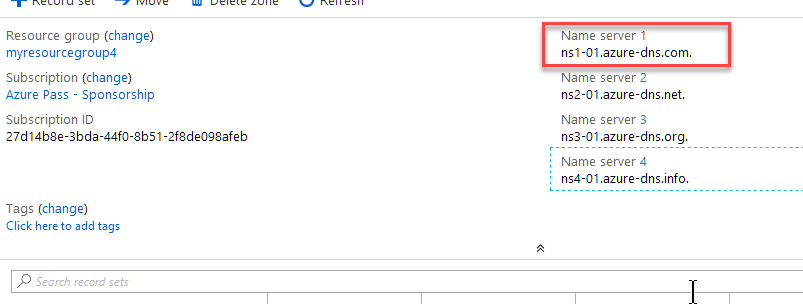 Record set Move Delete zone Refresh
Resource group (change)
myresourcegroup4
Subscription (change)
Azure Pass - Sponsorship
Subscription ID
27d14b8e-3bda-44f0-8b51-2f8de098afeb
Tags (change)
Click here to add tags
Name server 1
ns1-01.azure-dns.com.
Name server 2
ns2-01.azure-dns.net.
Name server 3
ns3-01.azure-dns.org.
Name server 4
ns4-01.azure-dns.info.
Search record sets